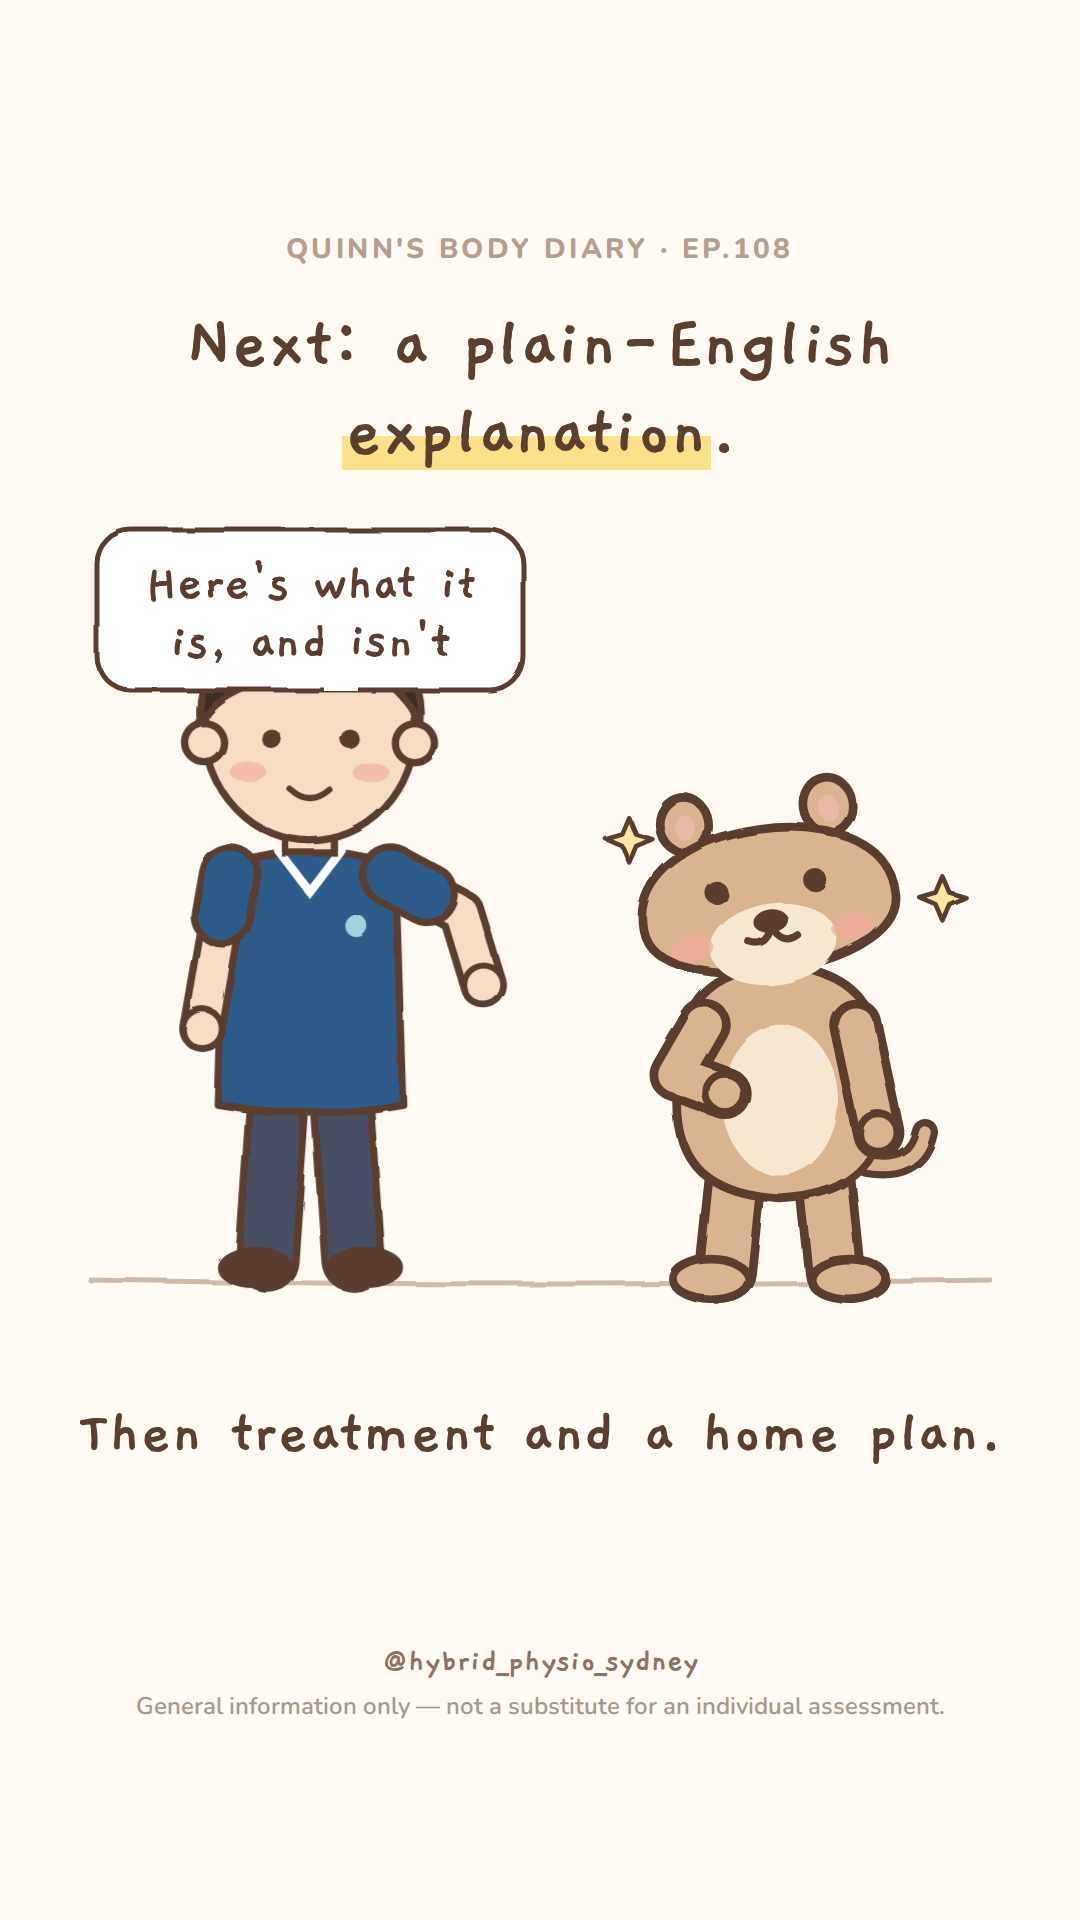 QUINN'S BODY DIARY · EP.108
Next: a plain-English
explanation.
Here's what it
is, and isn't
Then treatment and a home plan.
@hybrid_physio_sydney
General information only — not a substitute for an individual assessment.